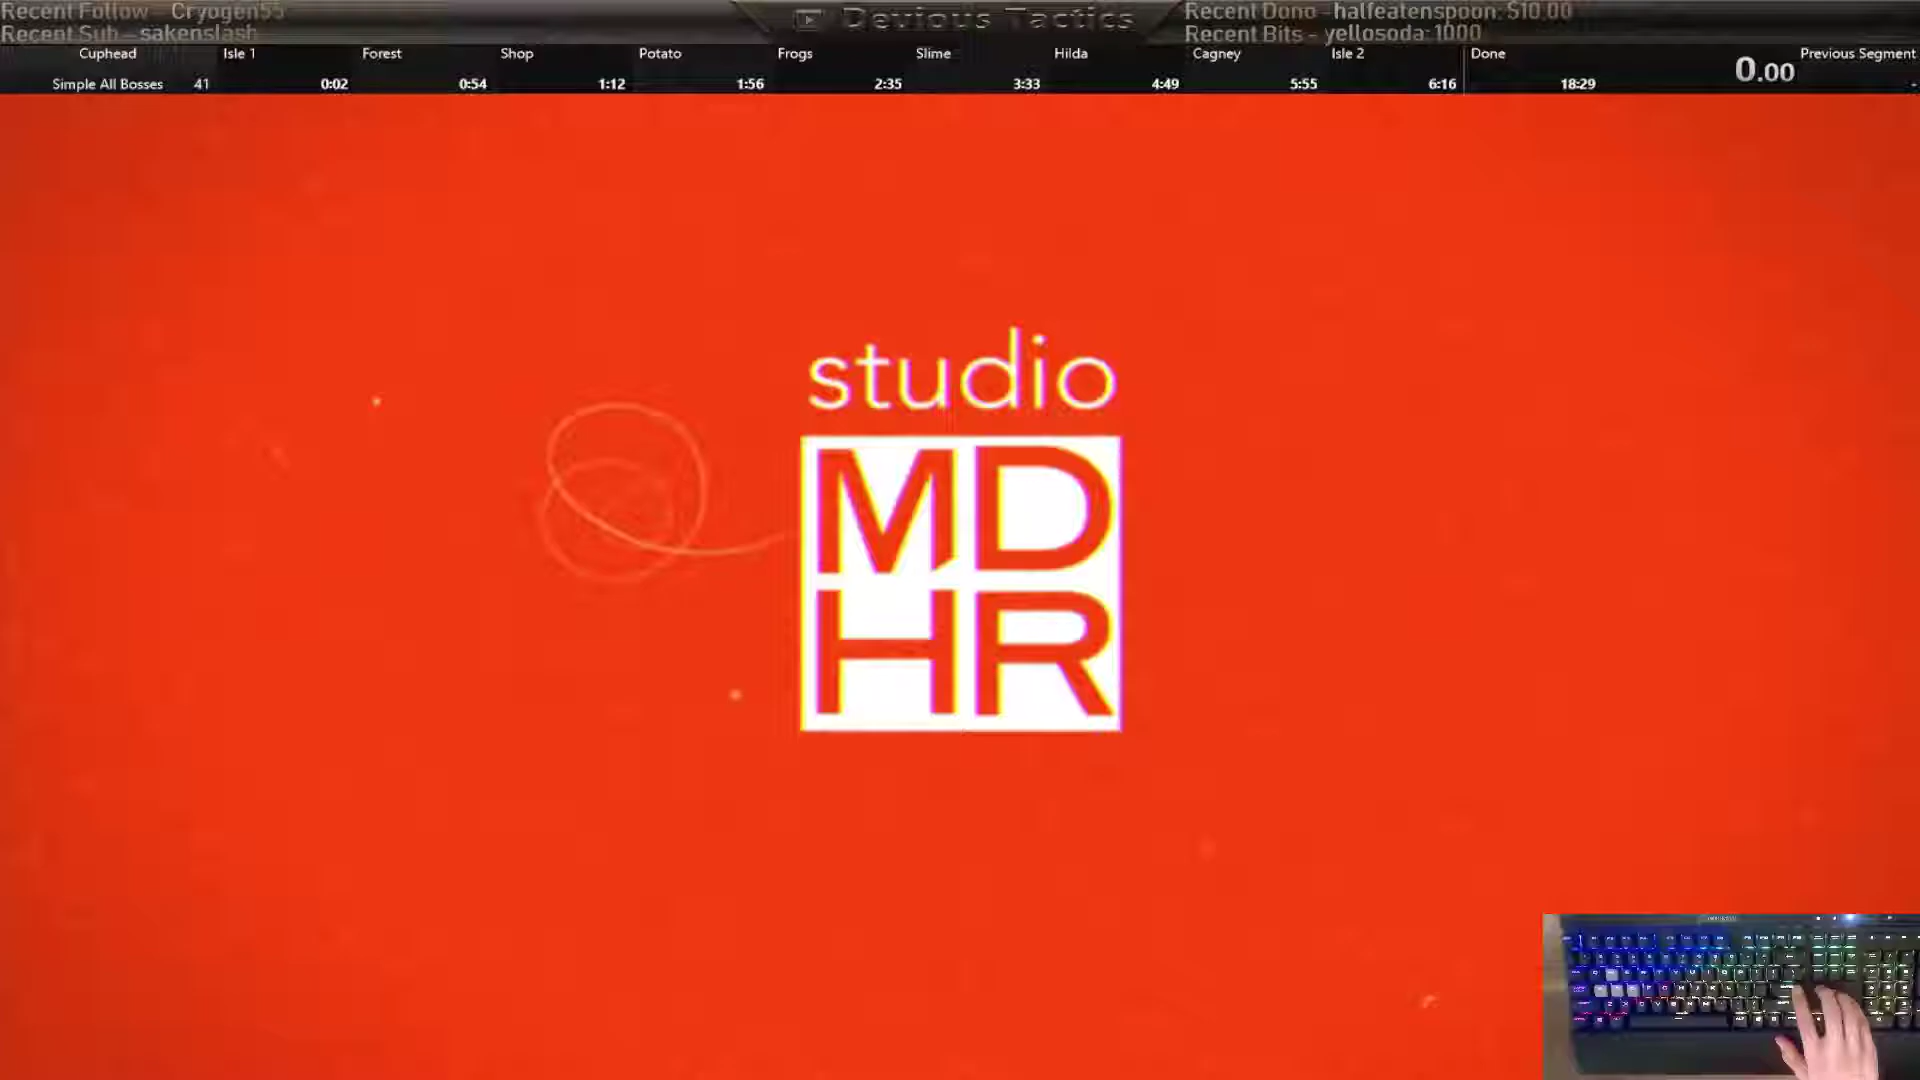 Recent Follow - Cryogen55
Recent Sub - sakenslash
Devious Tactics
Recent Dono -halfeatenspoon: $10.00
Recent Bits - yellosoda: 1000
Cuphead Isle 1 Forest Shop Potato Frogs Slime Hilda Cagney Isle 2 Done Previous Segment
Simple All Bosses 41 0:02 0:54 1:12 1:56 2:35 3:33 4:49 5:55 6:16 18:29 0.00 -
studio
MD
HR